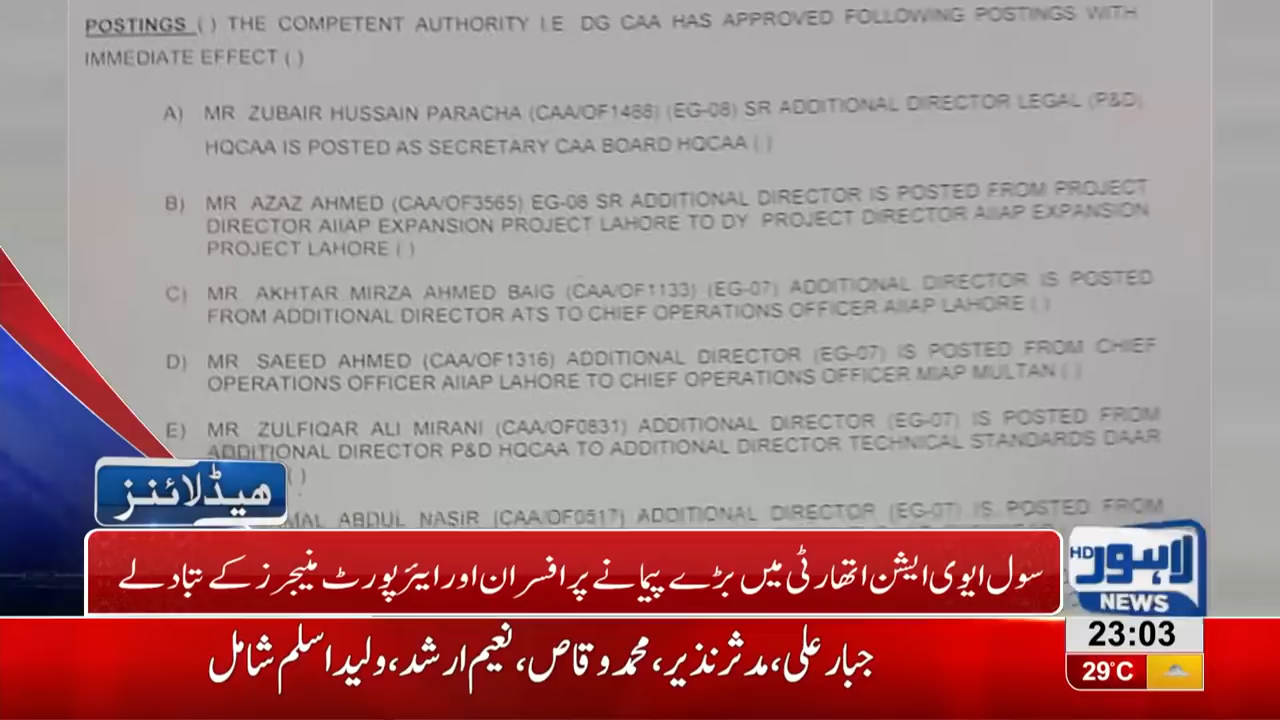 POSTINGS ( ) THE COMPETENT AUTHORITY I.E DG CAA HAS APPROVED FOLLOWING POSTINGS WITH
IMMEDIATE EFFECT ( )
A) MR ZUBAIR HUSSAIN PARACHA (CAA/OF1488) (EG-08) SR ADDITIONAL DIRECTOR LEGAL (P&D)
HQCAA IS POSTED AS SECRETARY CAA BOARD HQCAA ( )
B) MR AZAZ AHMED (CAA/OF3565) EG-08 SR ADDITIONAL DIRECTOR IS POSTED FROM PROJECT
DIRECTOR AIIAP EXPANSION PROJECT LAHORE TO DY PROJECT DIRECTOR AIIAP EXPANSION
PROJECT LAHORE ( )
C) MR AKHTAR MIRZA AHMED BAIG (CAA/OF1133) (EG-07) ADDITIONAL DIRECTOR IS POSTED
FROM ADDITIONAL DIRECTOR ATS TO CHIEF OPERATIONS OFFICER AIIAP LAHORE ( )
D) MR SAEED AHMED (CAA/OF1316) ADDITIONAL DIRECTOR (EG-07) IS POSTED FROM CHIEF
OPERATIONS OFFICER AIIAP LAHORE TO CHIEF OPERATIONS OFFICER MIAP MULTAN ( )
E) MR ZULFIQAR ALI MIRANI (CAA/OF0831) ADDITIONAL DIRECTOR (EG-07) IS POSTED FROM
ADDITIONAL DIRECTOR P&D HQCAA TO ADDITIONAL DIRECTOR TECHNICAL STANDARDS DAAR
( )
ABDUL NASIR (CAA/OF0517) ADDITIONAL DIRECTOR (EG-07) IS POSTED FROM
ہیڈلائنز
سول ایوی ایشن اتھارٹی میں بڑے پیمانے پر افسران اور ایئرپورٹ منیجرز کے تبادلے
HD لاہور
NEWS
23:03
جبار علی، مدثر نذیر، محمد وقاص، نعیم ارشد، ولید اسلم شامل
29°C